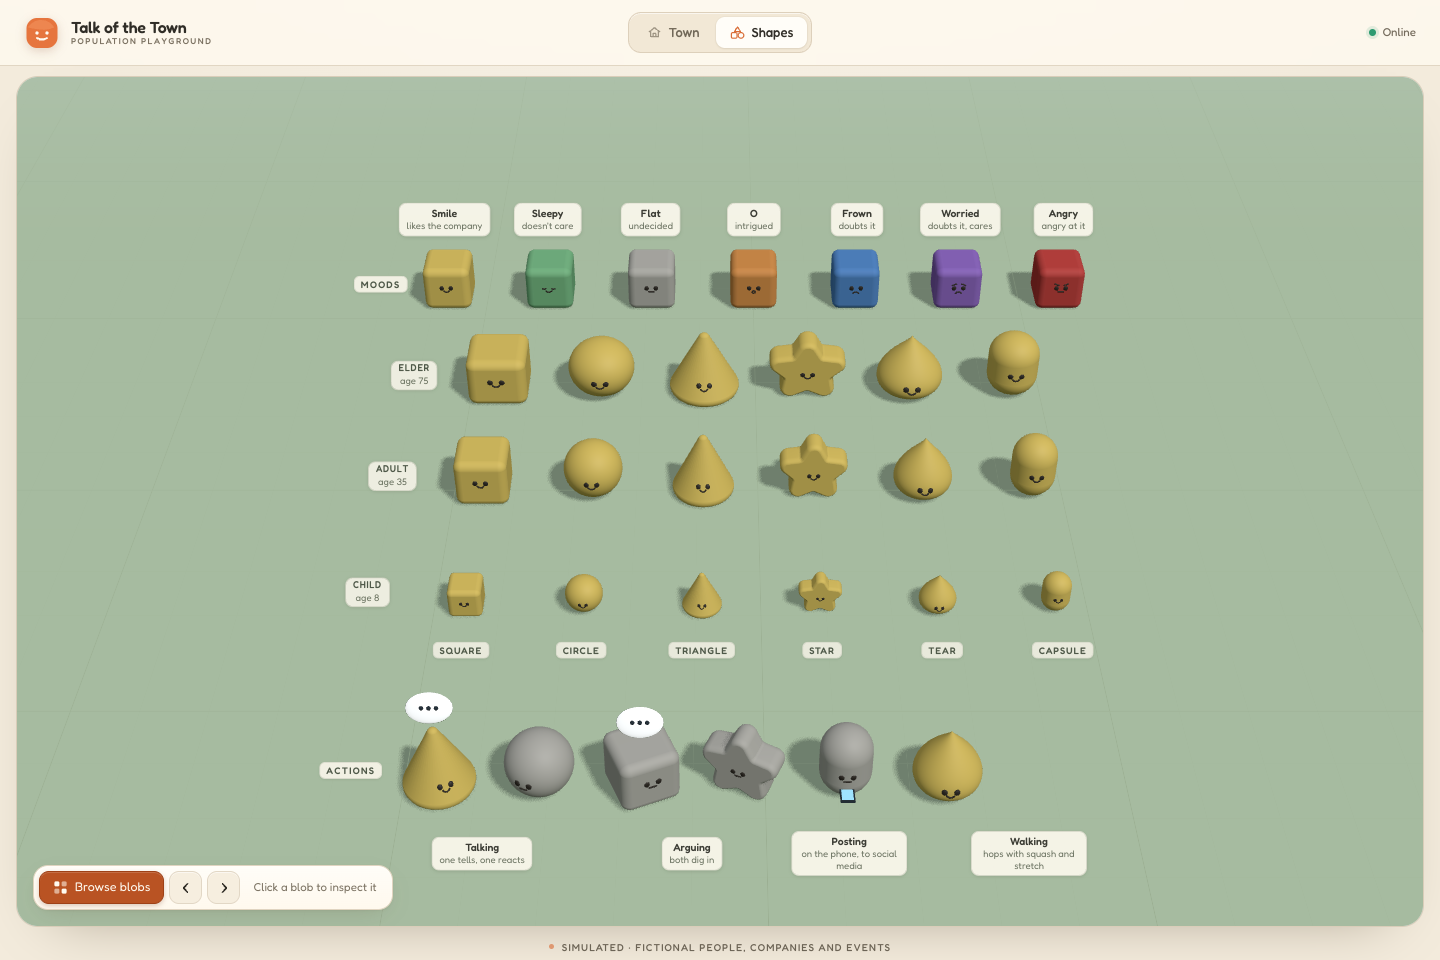 Talk of the Town
POPULATION PLAYGROUND
Town
Shapes
Online
Smile
likes the company
Sleepy
doesn't care
Flat
undecided
O
intrigued
Frown
doubts it
Worried
doubts it, cares
Angry
angry at it
MOODS
ELDER
age 75
ADULT
age 35
CHILD
age 8
SQUARE
CIRCLE
TRIANGLE
STAR
TEAR
CAPSULE
ACTIONS
Talking
one tells, one reacts
Arguing
both dig in
Posting
on the phone, to social
media
Walking
hops with squash and
stretch
Browse blobs
Click a blob to inspect it
SIMULATED · FICTIONAL PEOPLE, COMPANIES AND EVENTS